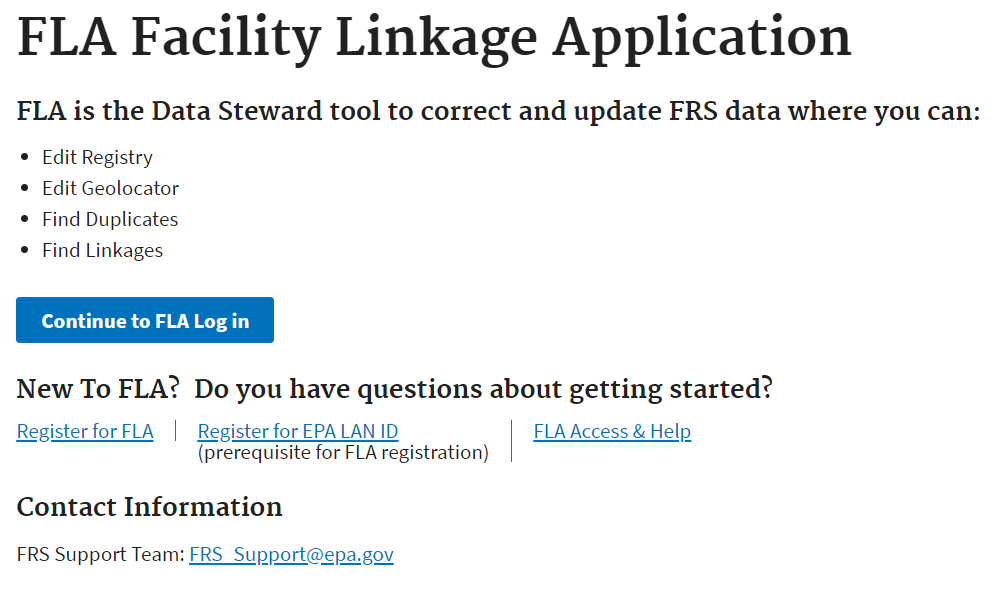 FLA Facility Linkage Application
FLA is the Data Steward tool to correct and update FRS data where you can:
Edit Registry
Edit Geolocator
Find Duplicates
Find Linkages
Continue to FLA Log in
New To FLA?  Do you have questions about getting started?
Register for FLA
Register for EPA LAN ID
(prerequisite for FLA registration)
FLA Access & Help
Contact Information
FRS Support Team: FRS_Support@epa.gov